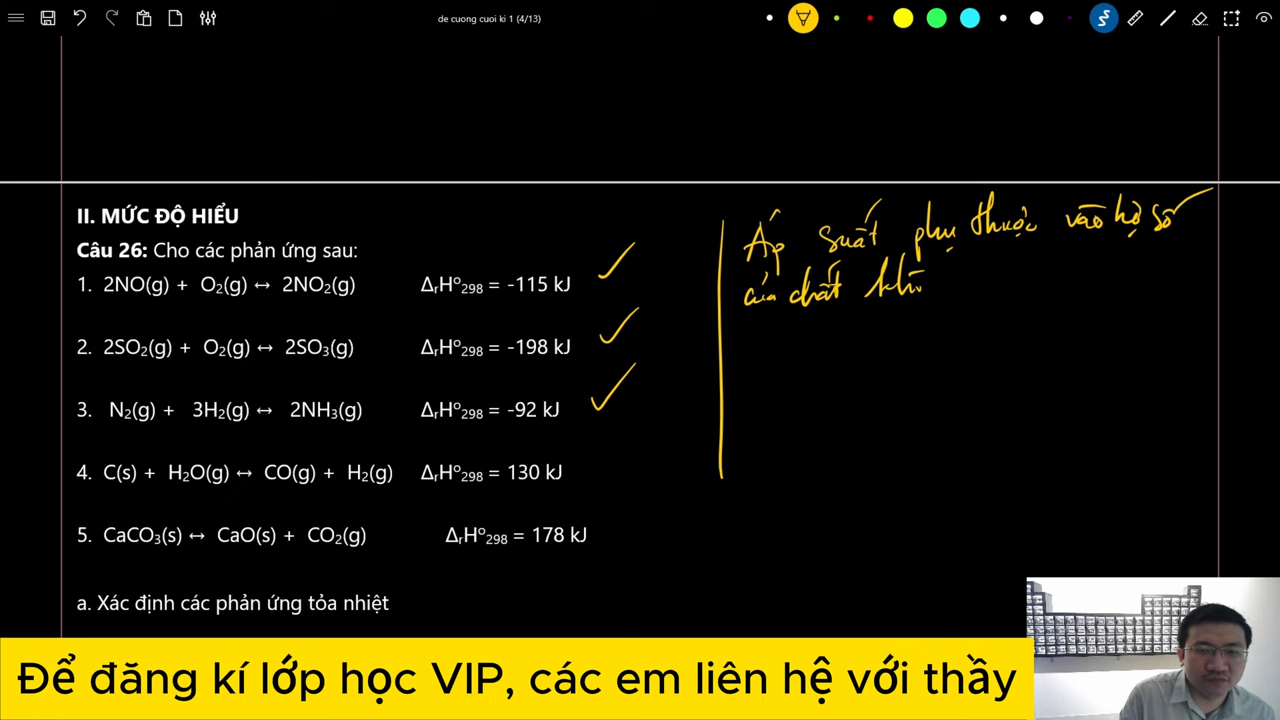 de cuong cuoi ki 1 (4/13)
II. MỨC ĐỘ HIỂU
Câu 26: Cho các phản ứng sau:
1. 2NO(g) + O₂(g) ↔ 2NO₂(g) ΔᵣHº₂₉₈ = -115 kJ
2. 2SO₂(g) + O₂(g) ↔ 2SO₃(g) ΔᵣHº₂₉₈ = -198 kJ
3. N₂(g) + 3H₂(g) ↔ 2NH₃(g) ΔᵣHº₂₉₈ = -92 kJ
4. C(s) + H₂O(g) ↔ CO(g) + H₂(g) ΔᵣHº₂₉₈ = 130 kJ
5. CaCO₃(s) ↔ CaO(s) + CO₂(g) ΔᵣHº₂₉₈ = 178 kJ
a. Xác định các phản ứng tỏa nhiệt
Áp suất phụ thuộc vào hệ số
của chất khí
Để đăng kí lớp học VIP, các em liên hệ với thầy